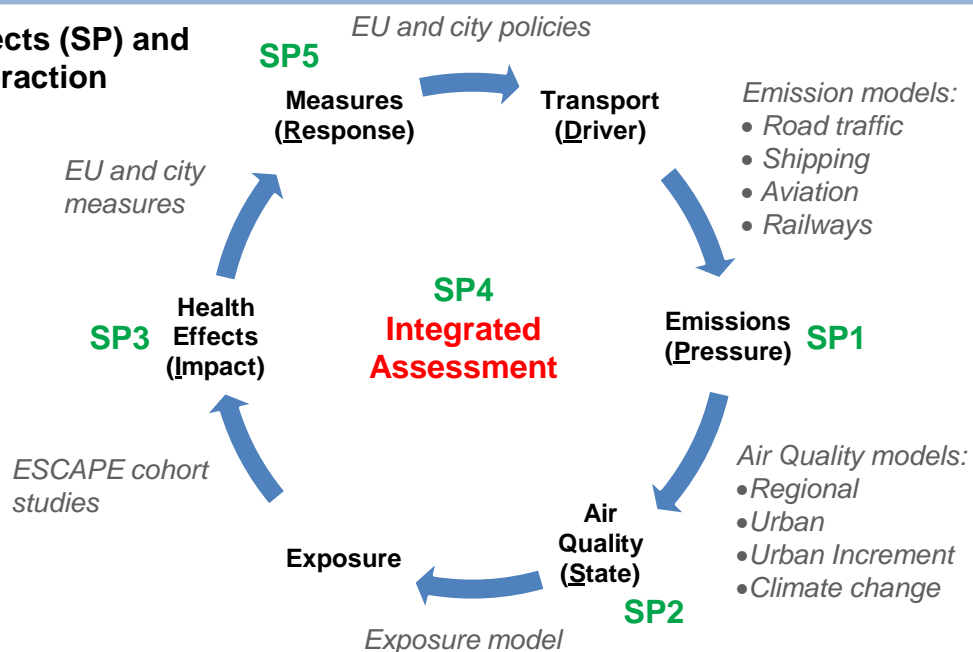 ects (SP) and
raction
EU and city policies
SP5
Measures
(Response)
Transport
(Driver)
Emission models:
• Road traffic
• Shipping
• Aviation
• Railways
EU and city
measures
SP4
Integrated
Assessment
Health
Effects
(Impact)
SP3
Emissions
(Pressure)
SP1
ESCAPE cohort
studies
Air Quality models:
•Regional
•Urban
•Urban Increment
•Climate change
Air
Quality
(State)
SP2
Exposure
Exposure model